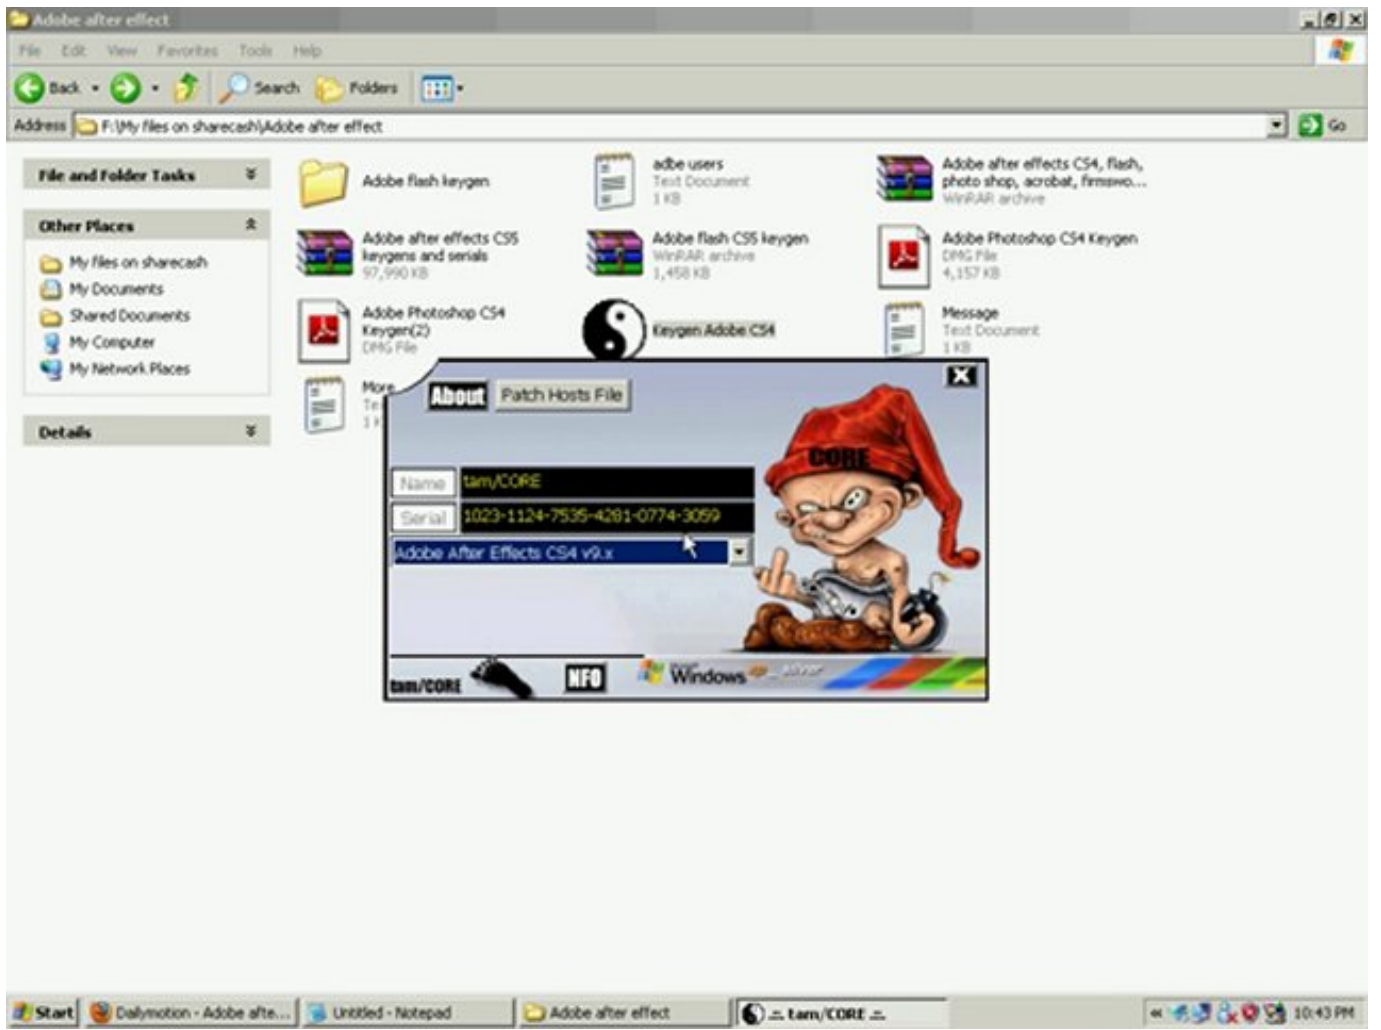 Adobe after effect
File Edit View Favorites Tools Help
Back Search Folders
Address F:\My files on sharecash\Adobe after effect Go
File and Folder Tasks
Other Places
My files on sharecash
My Documents
Shared Documents
My Computer
My Network Places
Details
Adobe flash keygen
adbe users
Text Document
1 KB
Adobe after effects CS4, flash,
photo shop, acrobat, firmswo...
WinRAR archive
Adobe after effects CS5
keygens and serials
97,990 KB
Adobe flash CS5 keygen
WinRAR archive
1,458 KB
Adobe Photoshop CS4 Keygen
DMG File
4,157 KB
Adobe Photoshop CS4
Keygen(2)
DMG File
Keygen Adobe CS4
Message
Text Document
1 KB
More
About Patch Hosts File
CORE
Name tam/CORE
Serial 1023-1124-7535-4281-0774-3059
Adobe After Effects CS4 v9.x
tam/CORE NFO Windows xp
Start Dailymotion - Adobe afte... Untitled - Notepad Adobe after effect .:. tam/CORE .:. 10:43 PM